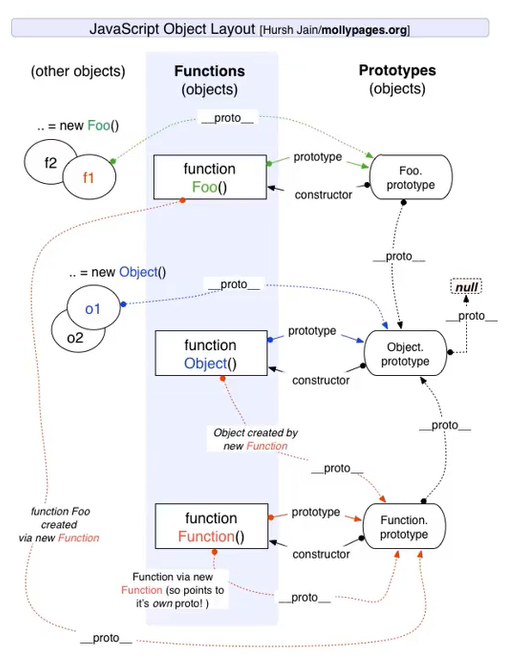 JavaScript Object Layout [Hursh Jain/mollypages.org]
(other objects)
Functions
(objects)
Prototypes
(objects)
__proto__
.. = new Foo()
f2
f1
function
Foo()
prototype
constructor
Foo.
prototype
__proto__
.. = new Object()
o1
o2
__proto__
null
__proto__
function
Object()
prototype
constructor
Object.
prototype
Object created by
new Function
__proto__
__proto__
function Foo
created
via new Function
function
Function()
prototype
constructor
Function.
prototype
Function via new
Function (so points to
it's own proto! )
__proto__
__proto__